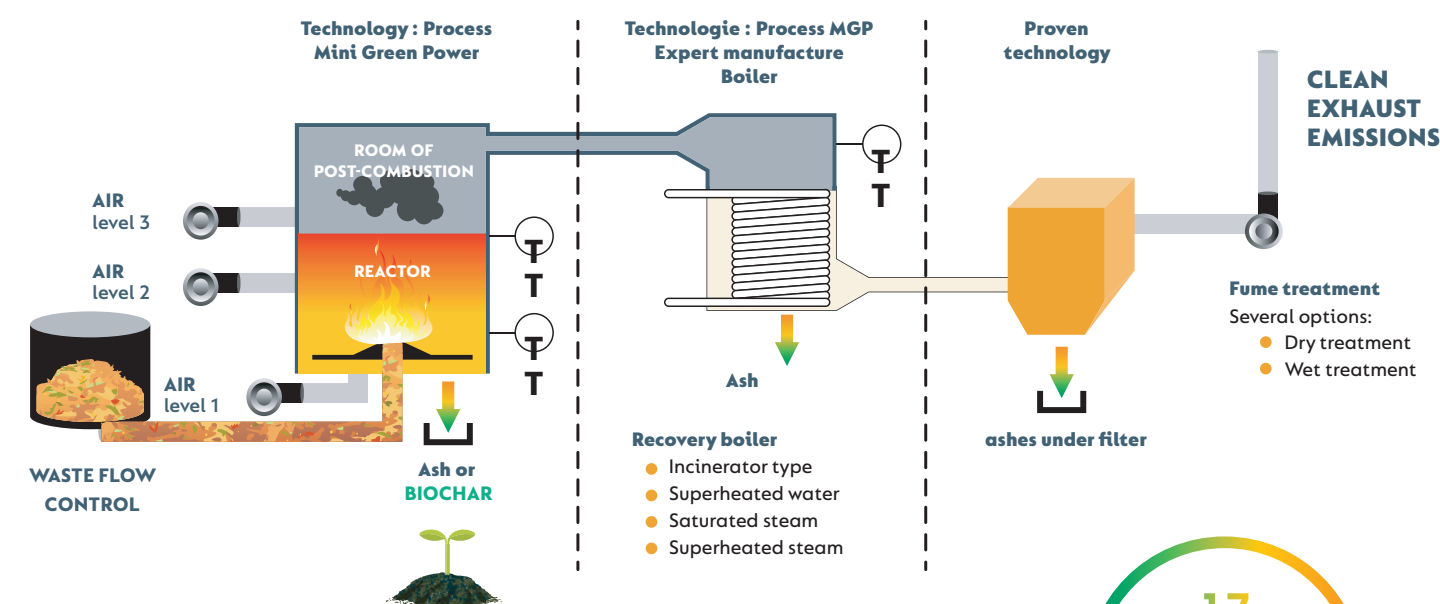 Technology : Process
Mini Green Power
Technologie : Process MGP
Expert manufacture
Boiler
Proven
technology
CLEAN
EXHAUST
EMISSIONS
ROOM OF
POST-COMBUSTION
T
T
AIR
level 3
T
T
AIR
level 2
REACTOR
T
T
AIR
level 1
WASTE FLOW
CONTROL
Ash or
BIOCHAR
Ash
Recovery boiler
Incinerator type
Superheated water
Saturated steam
Superheated steam
ashes under filter
Fume treatment
Several options:
Dry treatment
Wet treatment
17